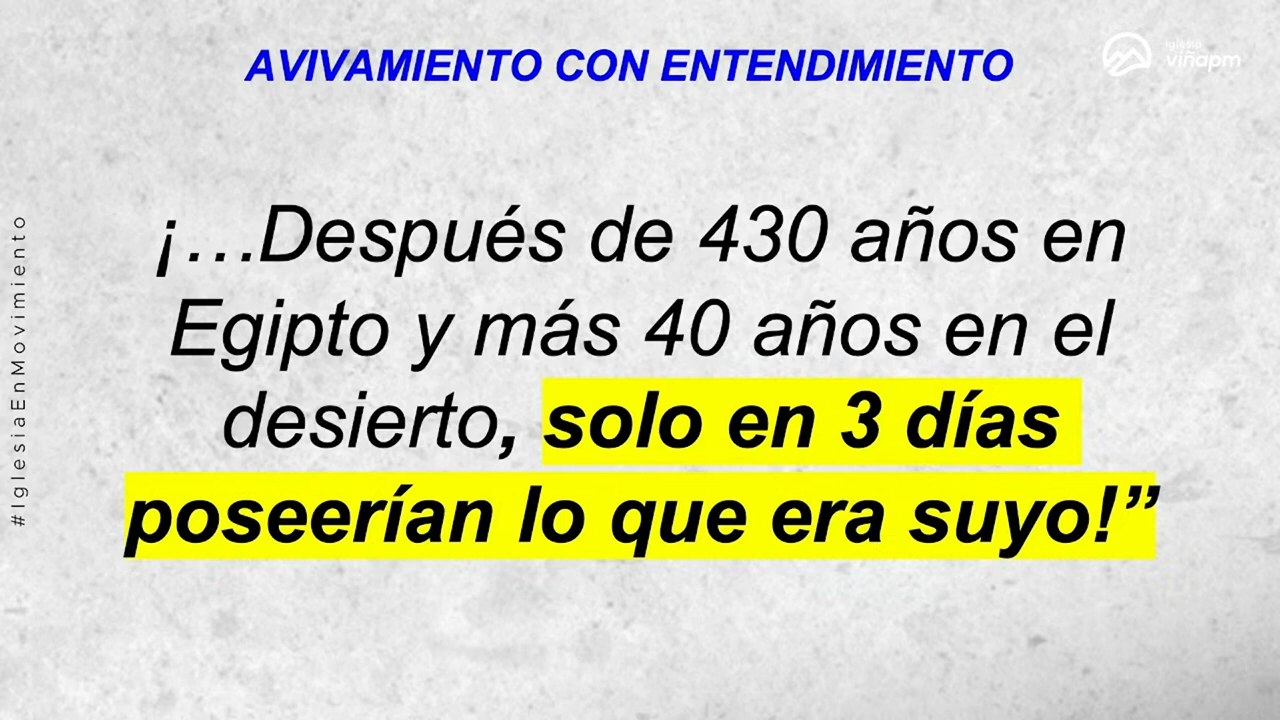 AVIVAMIENTO CON ENTENDIMIENTO
iglesia
viñapm
#IglesiaEnMovimiento
¡…Después de 430 años en
Egipto y más 40 años en el
desierto, solo en 3 días
poseerían lo que era suyo!”